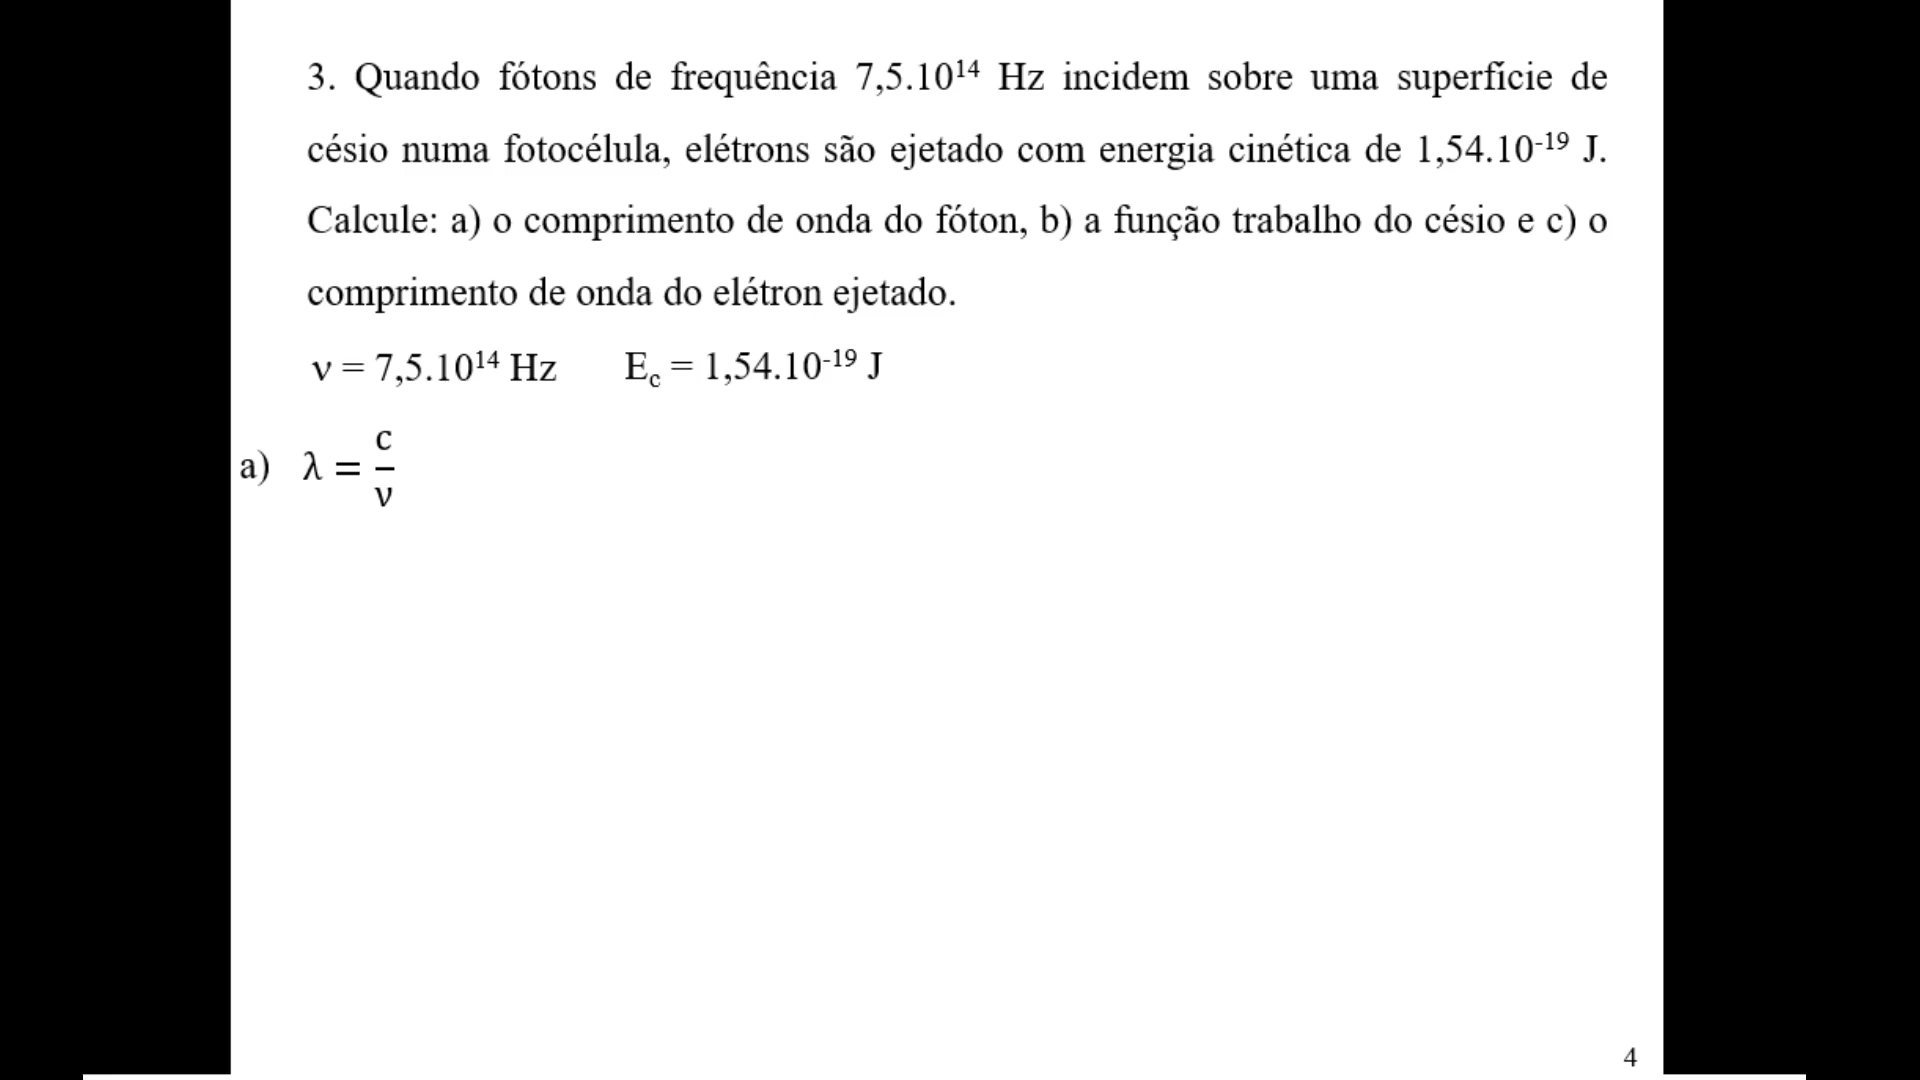 3. Quando fótons de frequência 7,5.10¹⁴ Hz incidem sobre uma superfície de
césio numa fotocélula, elétrons são ejetado com energia cinética de 1,54.10⁻¹⁹ J.
Calcule: a) o comprimento de onda do fóton, b) a função trabalho do césio e c) o
comprimento de onda do elétron ejetado.
ν = 7,5.10¹⁴ Hz E꜀ = 1,54.10⁻¹⁹ J
a) λ = c/ν
4